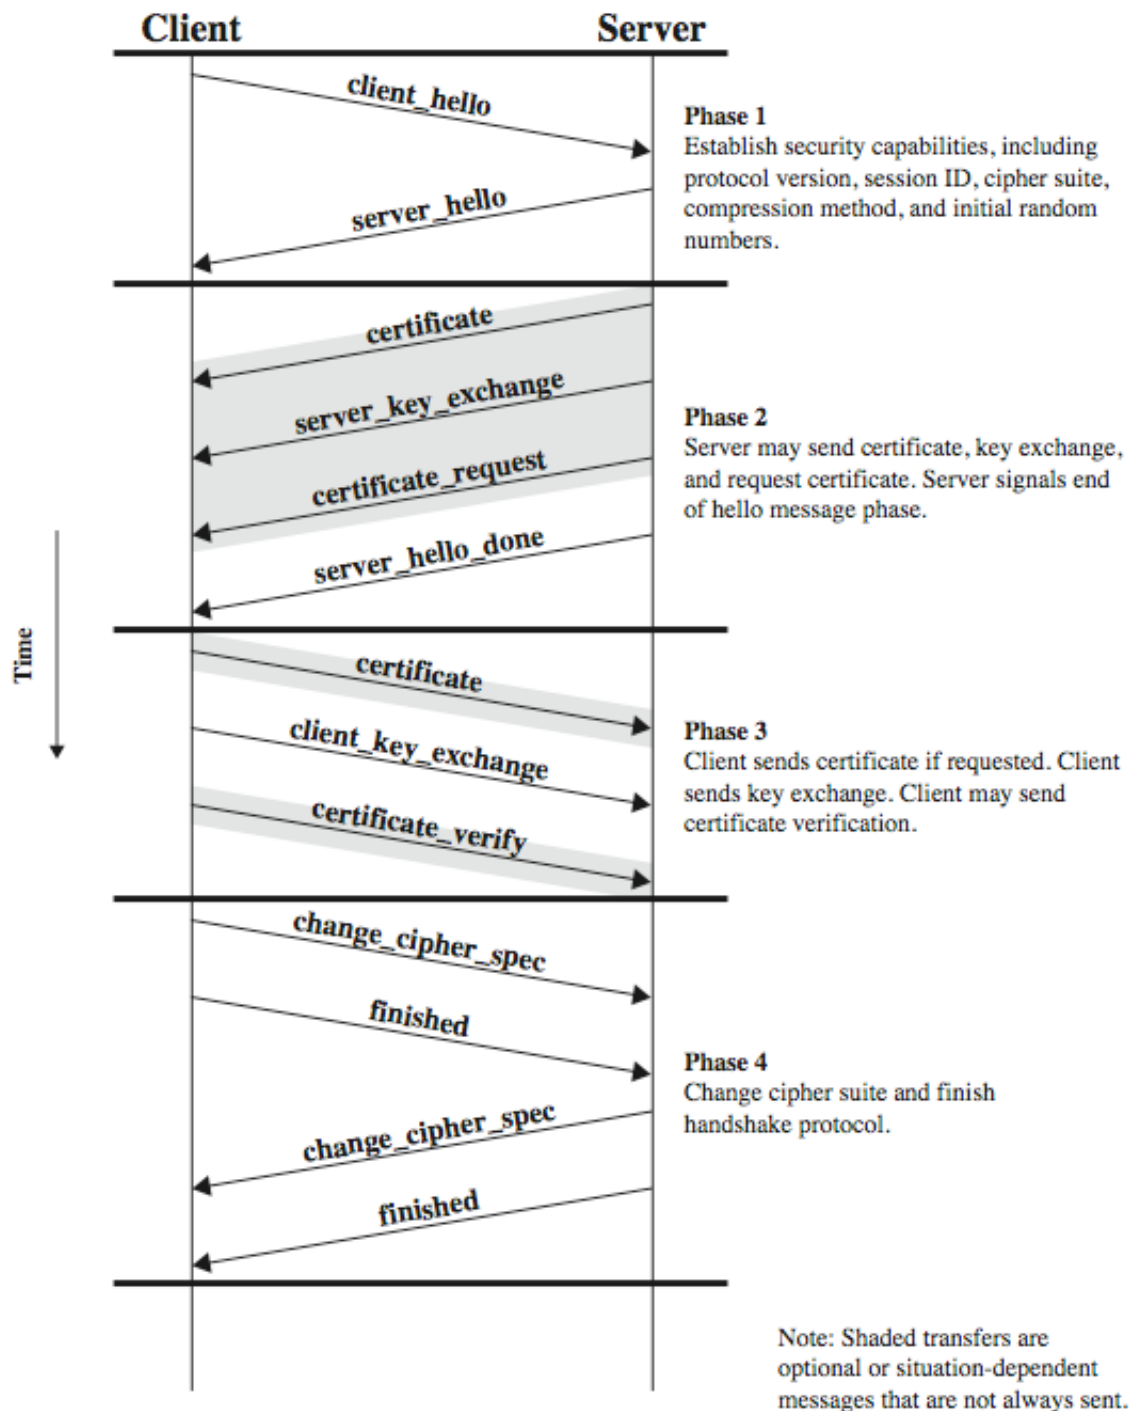 Client
Server
client_hello
server_hello
Phase 1
Establish security capabilities, including
protocol version, session ID, cipher suite,
compression method, and initial random
numbers.
certificate
server_key_exchange
certificate_request
server_hello_done
Phase 2
Server may send certificate, key exchange,
and request certificate. Server signals end
of hello message phase.
Time
certificate
client_key_exchange
certificate_verify
Phase 3
Client sends certificate if requested. Client
sends key exchange. Client may send
certificate verification.
change_cipher_spec
finished
change_cipher_spec
finished
Phase 4
Change cipher suite and finish
handshake protocol.
Note: Shaded transfers are
optional or situation-dependent
messages that are not always sent.